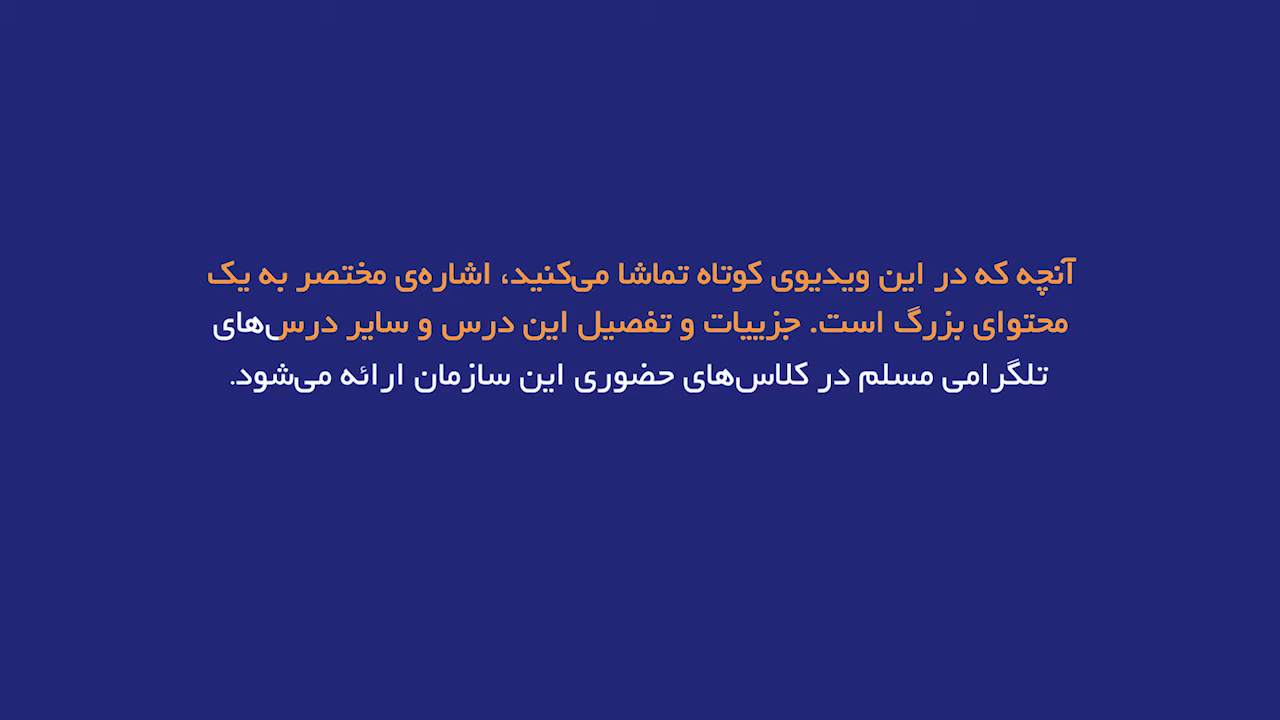 آنچه که در این ویدیوی کوتاه تماشا می‌کنید، اشاره‌ی مختصر به یک
محتوای بزرگ است. جزییات و تفصیل این درس و سایر درس‌های
تلگرامی مسلم در کلاس‌های حضوری این سازمان ارائه می‌شود.